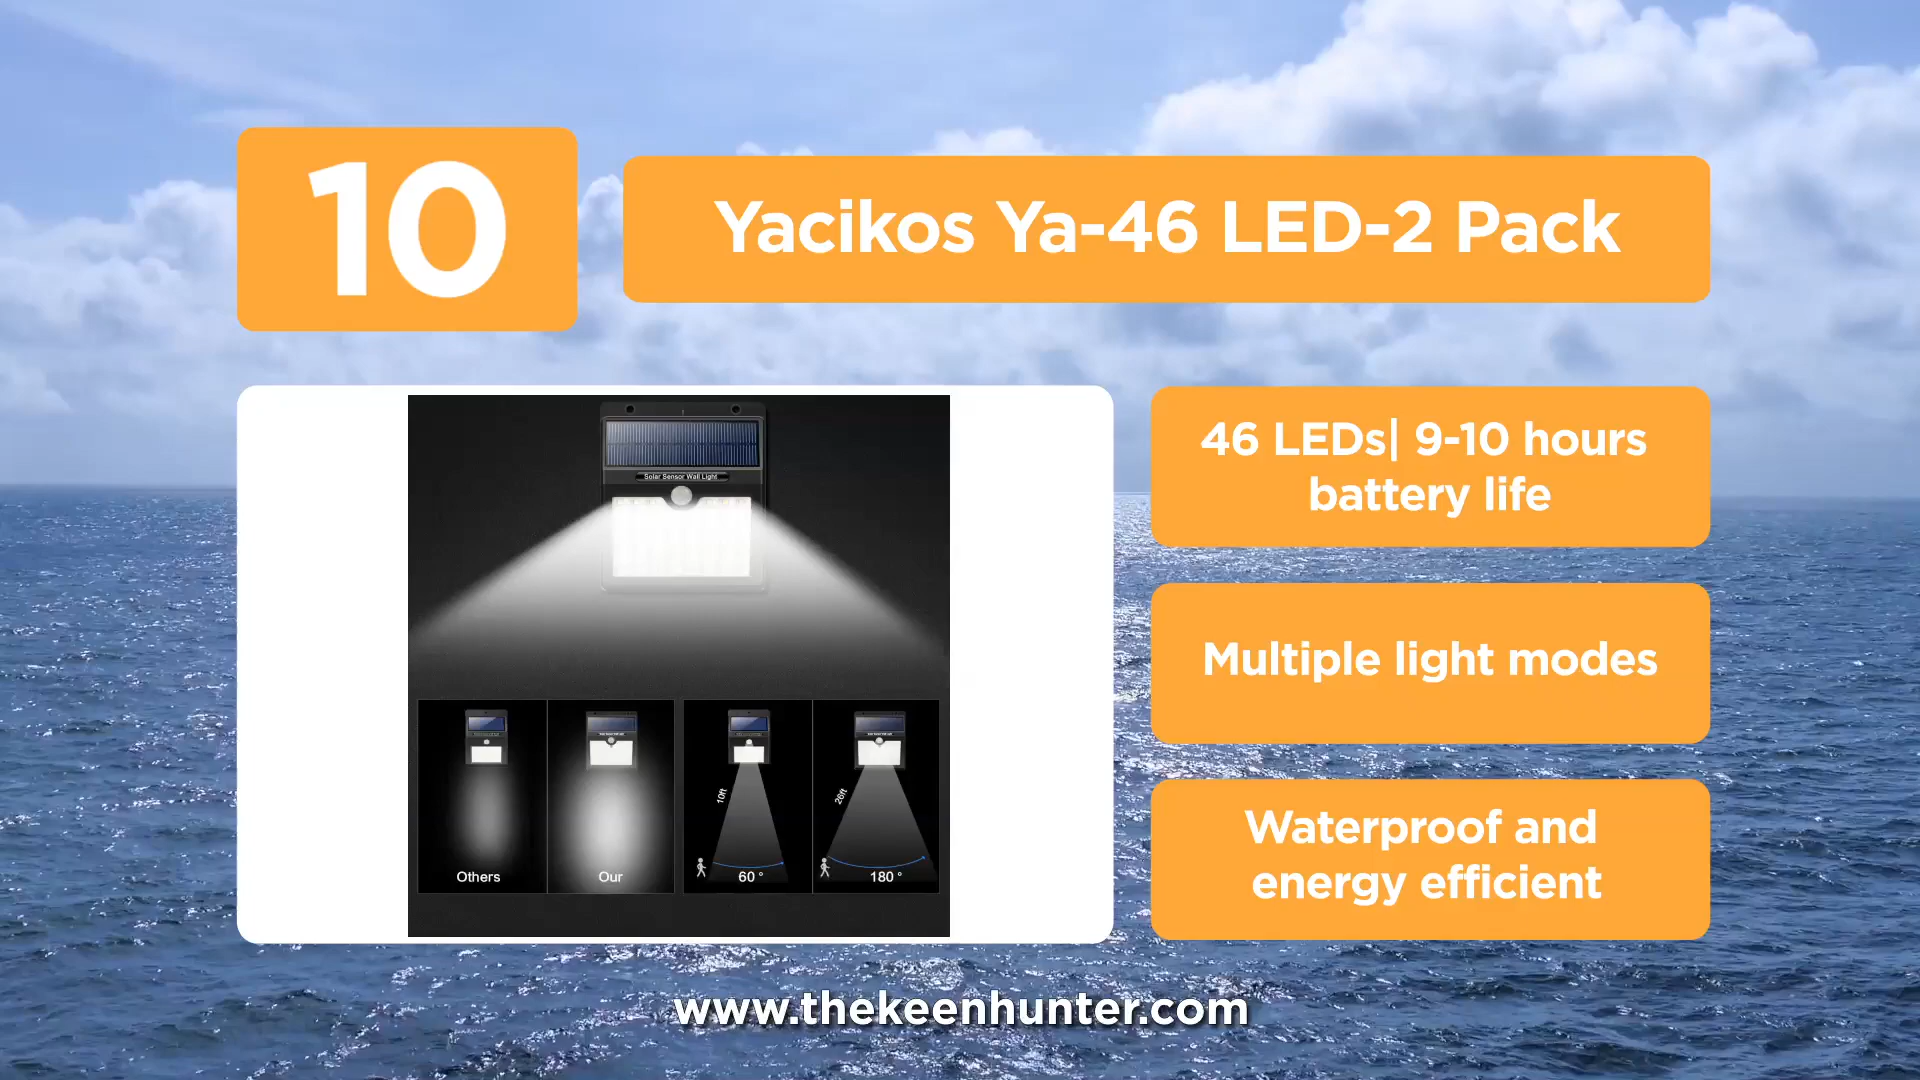 10
Yacikos Ya-46 LED-2 Pack
Solar Sensor Wall Light
Others
Our
10ft
60 °
26ft
180 °
46 LEDs| 9-10 hours
battery life
Multiple light modes
Waterproof and
energy efficient
www.thekeenhunter.com